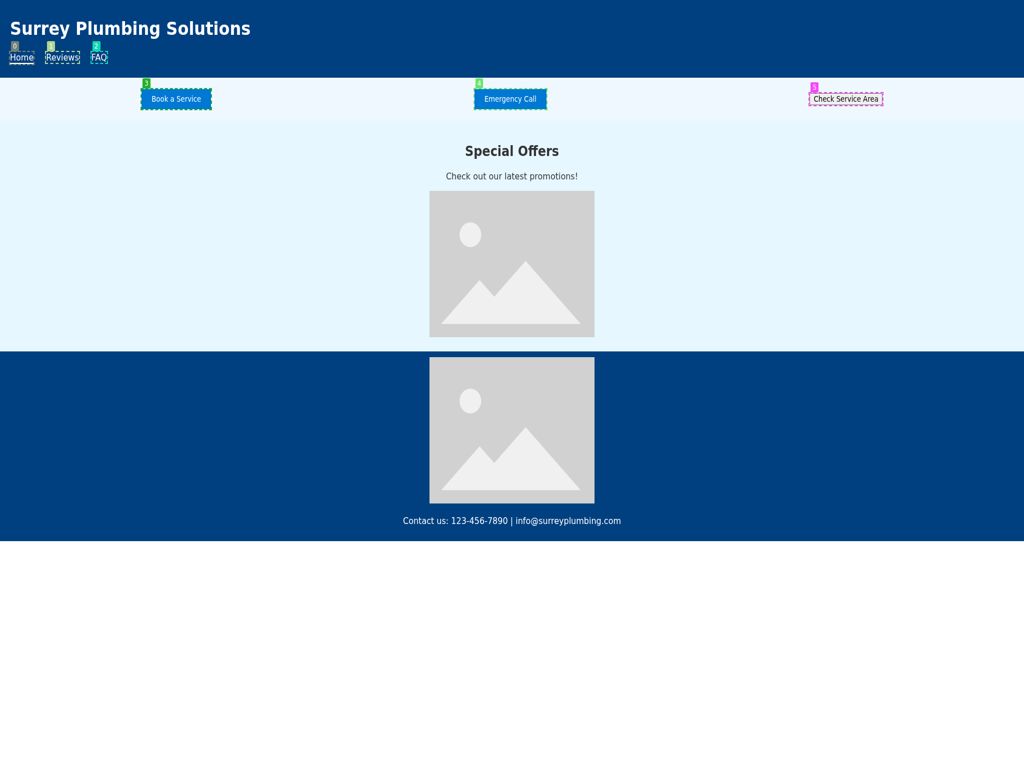 Surrey Plumbing Solutions
0 1 2
Home Reviews FAQ
3 4 5
Book a Service Emergency Call Check Service Area
Special Offers
Check out our latest promotions!
Contact us: 123-456-7890 | info@surreyplumbing.com